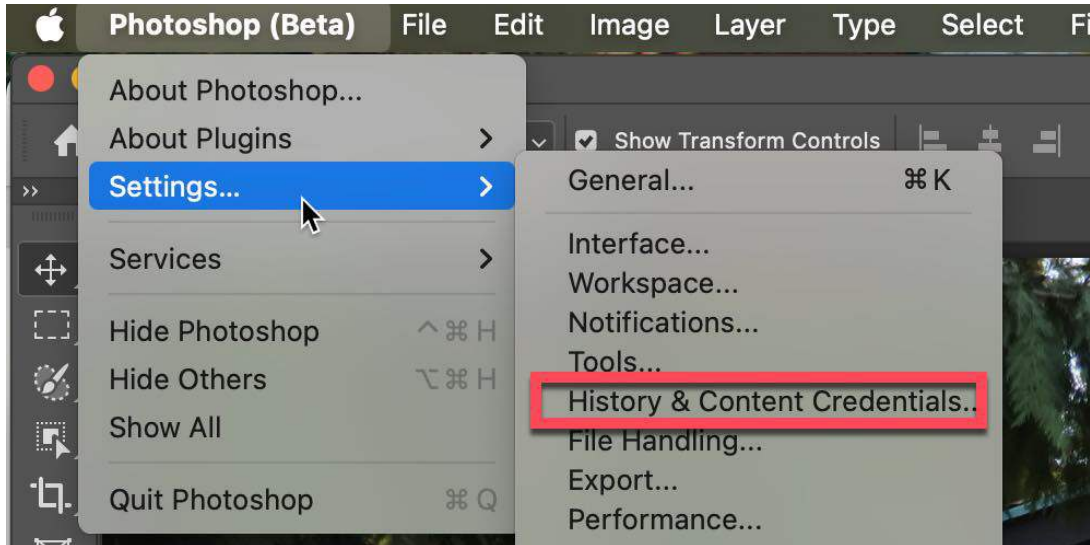 Photoshop (Beta) File Edit Image Layer Type Select
About Photoshop...
About Plugins
Show Transform Controls
Settings...
General... ⌘ K
Interface...
Services
Workspace...
Notifications...
Hide Photoshop ^ ⌘ H
Tools...
Hide Others ⌥ ⌘ H
History & Content Credentials..
Show All
File Handling...
Export...
Quit Photoshop ⌘ Q
Performance...